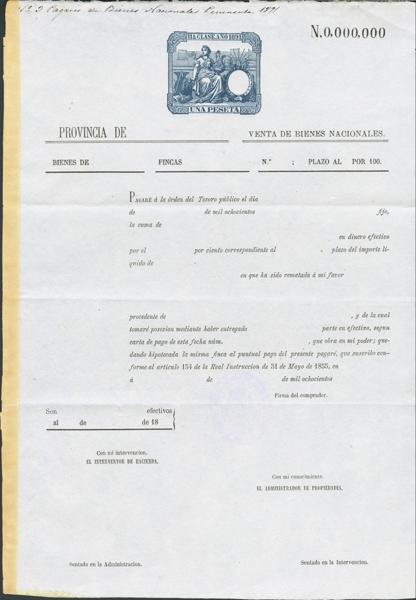 Pagarés de Bienes Nacionales Peninsula 1871
N.0.000.000
11ª CLASE. AÑO 1871
UNA PESETA
PROVINCIA DE VENTA DE BIENES NACIONALES.
BIENES DE FINCAS N.º ; PLAZO AL POR 100.
PAGARÉ á la órden del Tesoro público el dia
de de mil ochocientos fijo,
la suma de
en dinero efectivo
por el por ciento correspondiente al plazo del importe lí-
quido de
en que ha sido rematada á mi favor
procedente de , y de la cual
tomaré posesion mediante haber entregado parte en efectivo, segun
carta de pago de esta fecha núm. , que obra en mi poder; que-
dando hipotecada la misma finca al puntual pago del presente pagaré, que suscribo con-
forme al articulo 154 de la Real Instruccion de 31 de Mayo de 1855, en
á de de mil ochocientos
Firma del comprador.
Son efectivos
al de de 18
Con mi intervencion.
EL INTERVENTOR DE HACIENDA.
Con mi conocimiento.
EL ADMINISTRADOR DE PROPIEDADES.
Sentado en la Administracion.
Sentado en la Intervencion.